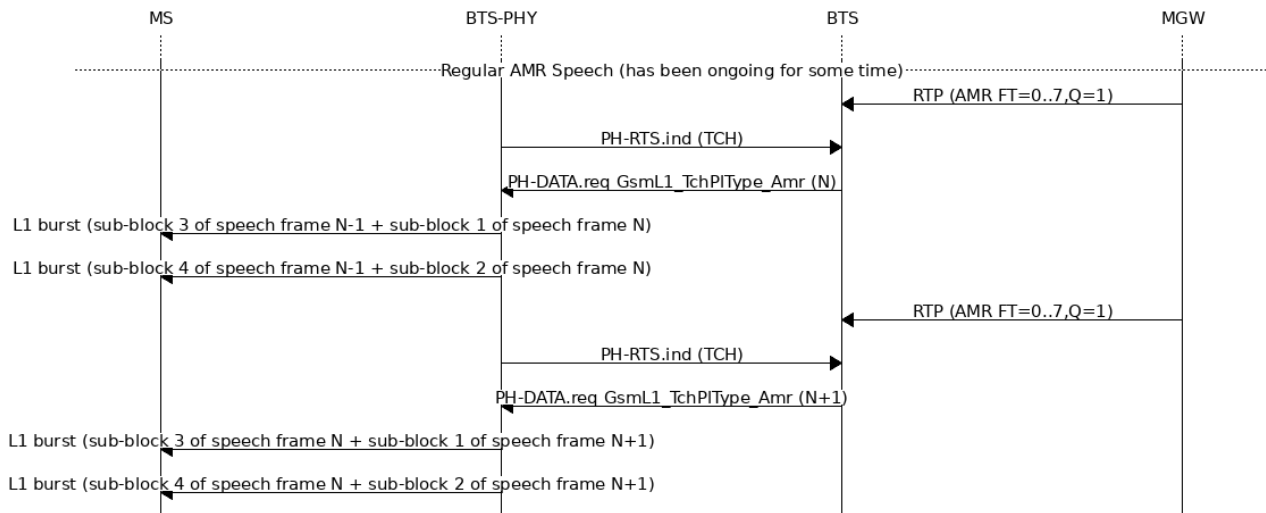 MS BTS-PHY BTS MGW
Regular AMR Speech (has been ongoing for some time)
RTP (AMR FT=0..7,Q=1)
PH-RTS.ind (TCH)
PH-DATA.req GsmL1_TchPlType_Amr (N)
L1 burst (sub-block 3 of speech frame N-1 + sub-block 1 of speech frame N)
L1 burst (sub-block 4 of speech frame N-1 + sub-block 2 of speech frame N)
RTP (AMR FT=0..7,Q=1)
PH-RTS.ind (TCH)
PH-DATA.req GsmL1_TchPlType_Amr (N+1)
L1 burst (sub-block 3 of speech frame N + sub-block 1 of speech frame N+1)
L1 burst (sub-block 4 of speech frame N + sub-block 2 of speech frame N+1)